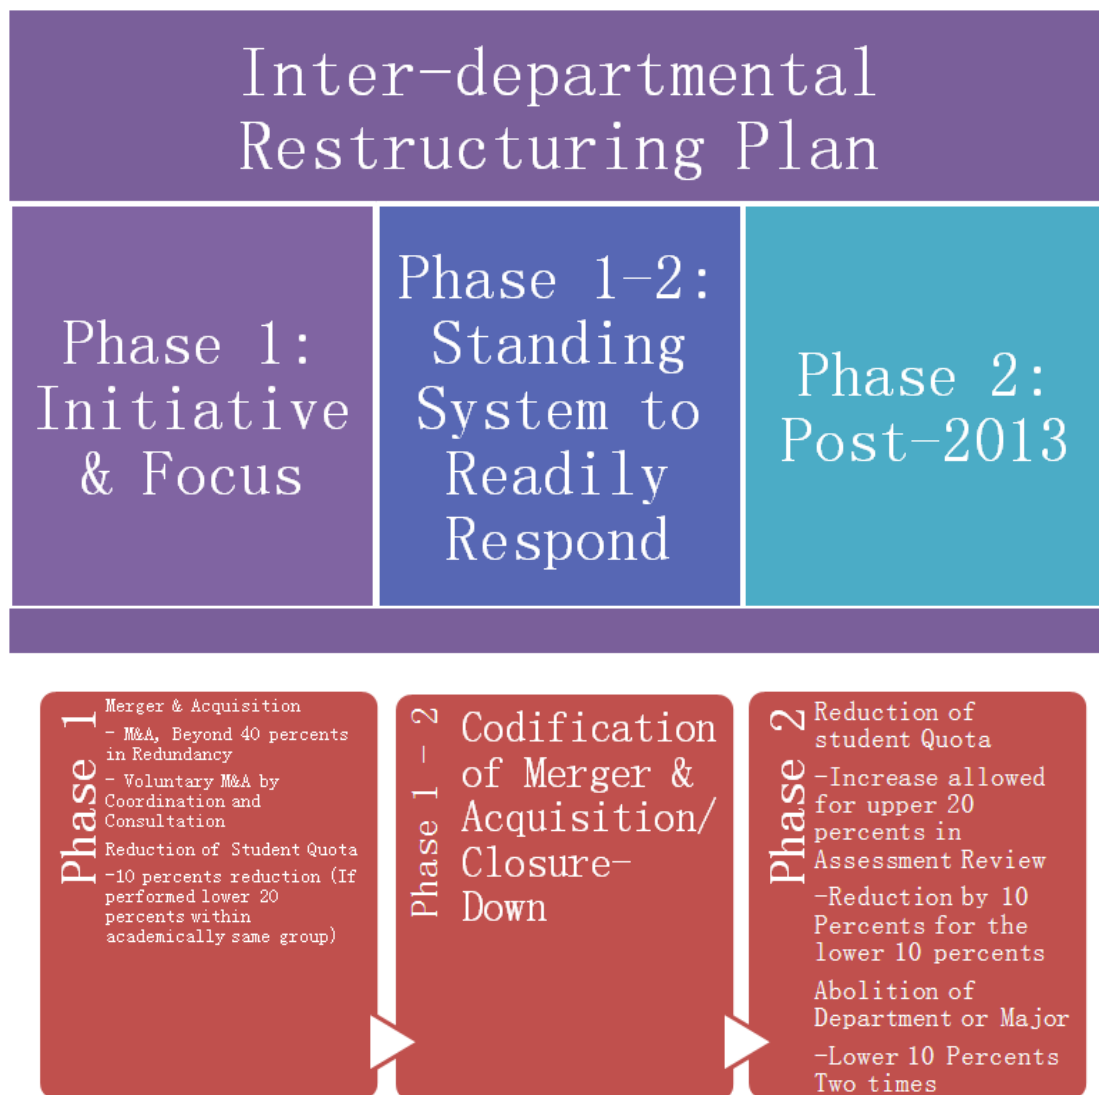 Inter-departmental
Restructuring Plan
Phase 1:
Initiative
& Focus
Phase 1-2:
Standing
System to
Readily
Respond
Phase 2:
Post-2013
Phase 1
Merger & Acquisition
- M&A, Beyond 40 percents
in Redundancy
- Voluntary M&A by
Coordination and
Consultation
Reduction of Student Quota
-10 percents reduction (If
performed lower 20
percents within
academically same group)
Phase 1 - 2
Codification
of Merger &
Acquisition/
Closure-
Down
Phase 2
Reduction of
student Quota
-Increase allowed
for upper 20
percents in
Assessment Review
-Reduction by 10
Percents for the
lower 10 percents
Abolition of
Department or Major
-Lower 10 Percents
Two times